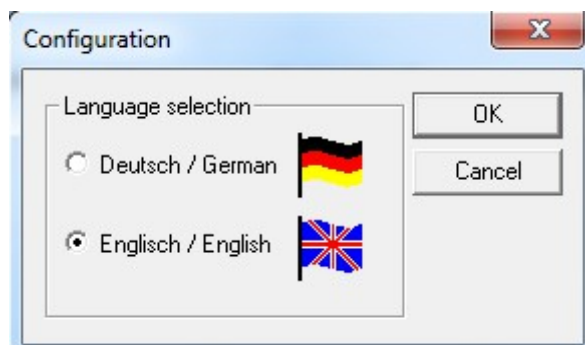 Configuration
Language selection
Deutsch / German
Englisch / English
OK
Cancel